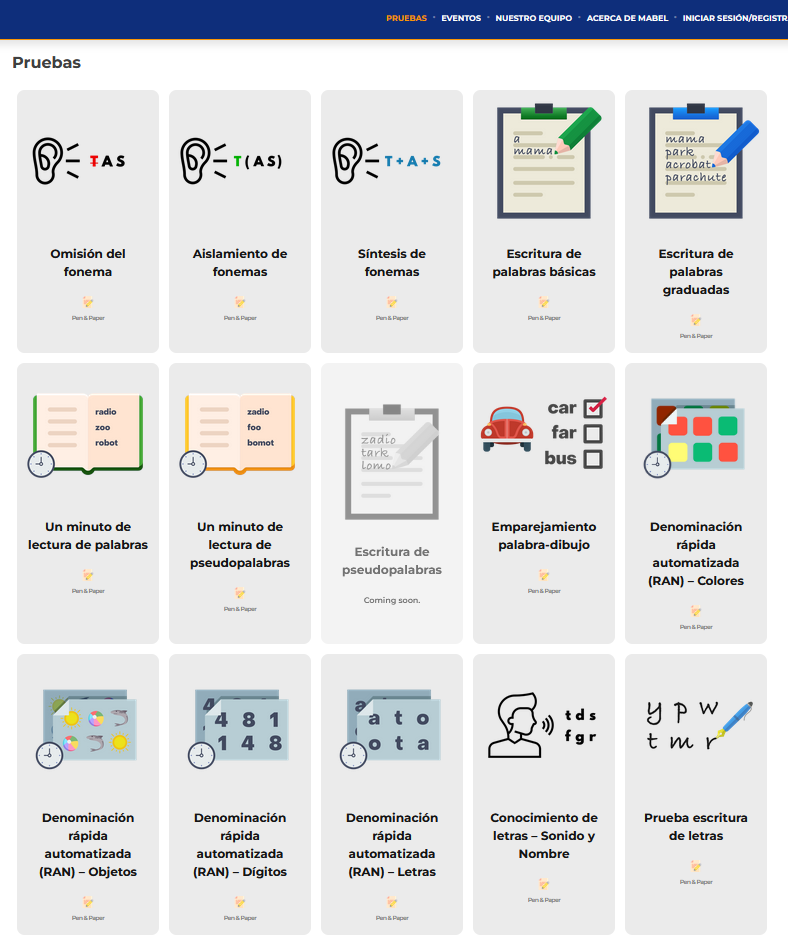 PRUEBAS • EVENTOS • NUESTRO EQUIPO • ACERCA DE MABEL • INICIAR SESIÓN/REGISTR
Pruebas
TAS
T(AS)
T+A+S
a
mama
mama
park
acrobat
parachute
Omisión del
fonema
Pen & Paper
Aislamiento de
fonemas
Pen & Paper
Síntesis de
fonemas
Pen & Paper
Escritura de
palabras básicas
Pen & Paper
Escritura de
palabras
graduadas
Pen & Paper
radio
zoo
robot
Un minuto de
lectura de palabras
Pen & Paper
zadio
foo
bomot
Un minuto de
lectura de
pseudopalabras
Pen & Paper
zadio
tark
lomo
Escritura de
pseudopalabras
Coming soon.
car
far
bus
Emparejamiento
palabra-dibujo
Pen & Paper
Denominación
rápida
automatizada
(RAN) – Colores
Pen & Paper
Denominación
rápida
automatizada
(RAN) – Objetos
Pen & Paper
4
4 8 1
1 4 8
Denominación
rápida
automatizada
(RAN) – Dígitos
Pen & Paper
a
a t o
o t a
Denominación
rápida
automatizada
(RAN) – Letras
Pen & Paper
t d s
f g r
Conocimiento de
letras – Sonido y
Nombre
Pen & Paper
y p w
t m r
Prueba escritura
de letras
Pen & Paper